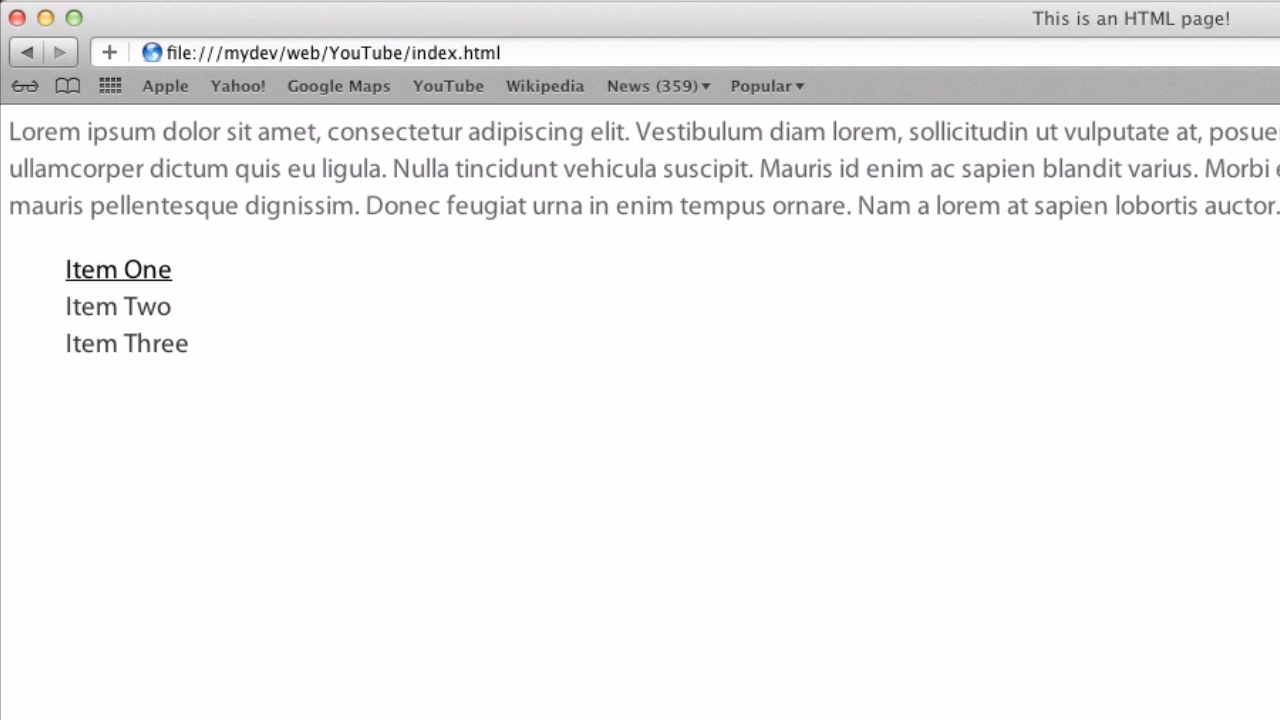 This is an HTML page!
file:///mydev/web/YouTube/index.html
Apple Yahoo! Google Maps YouTube Wikipedia News (359) Popular
Lorem ipsum dolor sit amet, consectetur adipiscing elit. Vestibulum diam lorem, sollicitudin ut vulputate at,
ullamcorper dictum quis eu ligula. Nulla tincidunt vehicula suscipit. Mauris id enim ac sapien blandit varius. Morbi
mauris pellentesque dignissim. Donec feugiat urna in enim tempus ornare. Nam a lorem at sapien lobortis auctor.
Item One
Item Two
Item Three